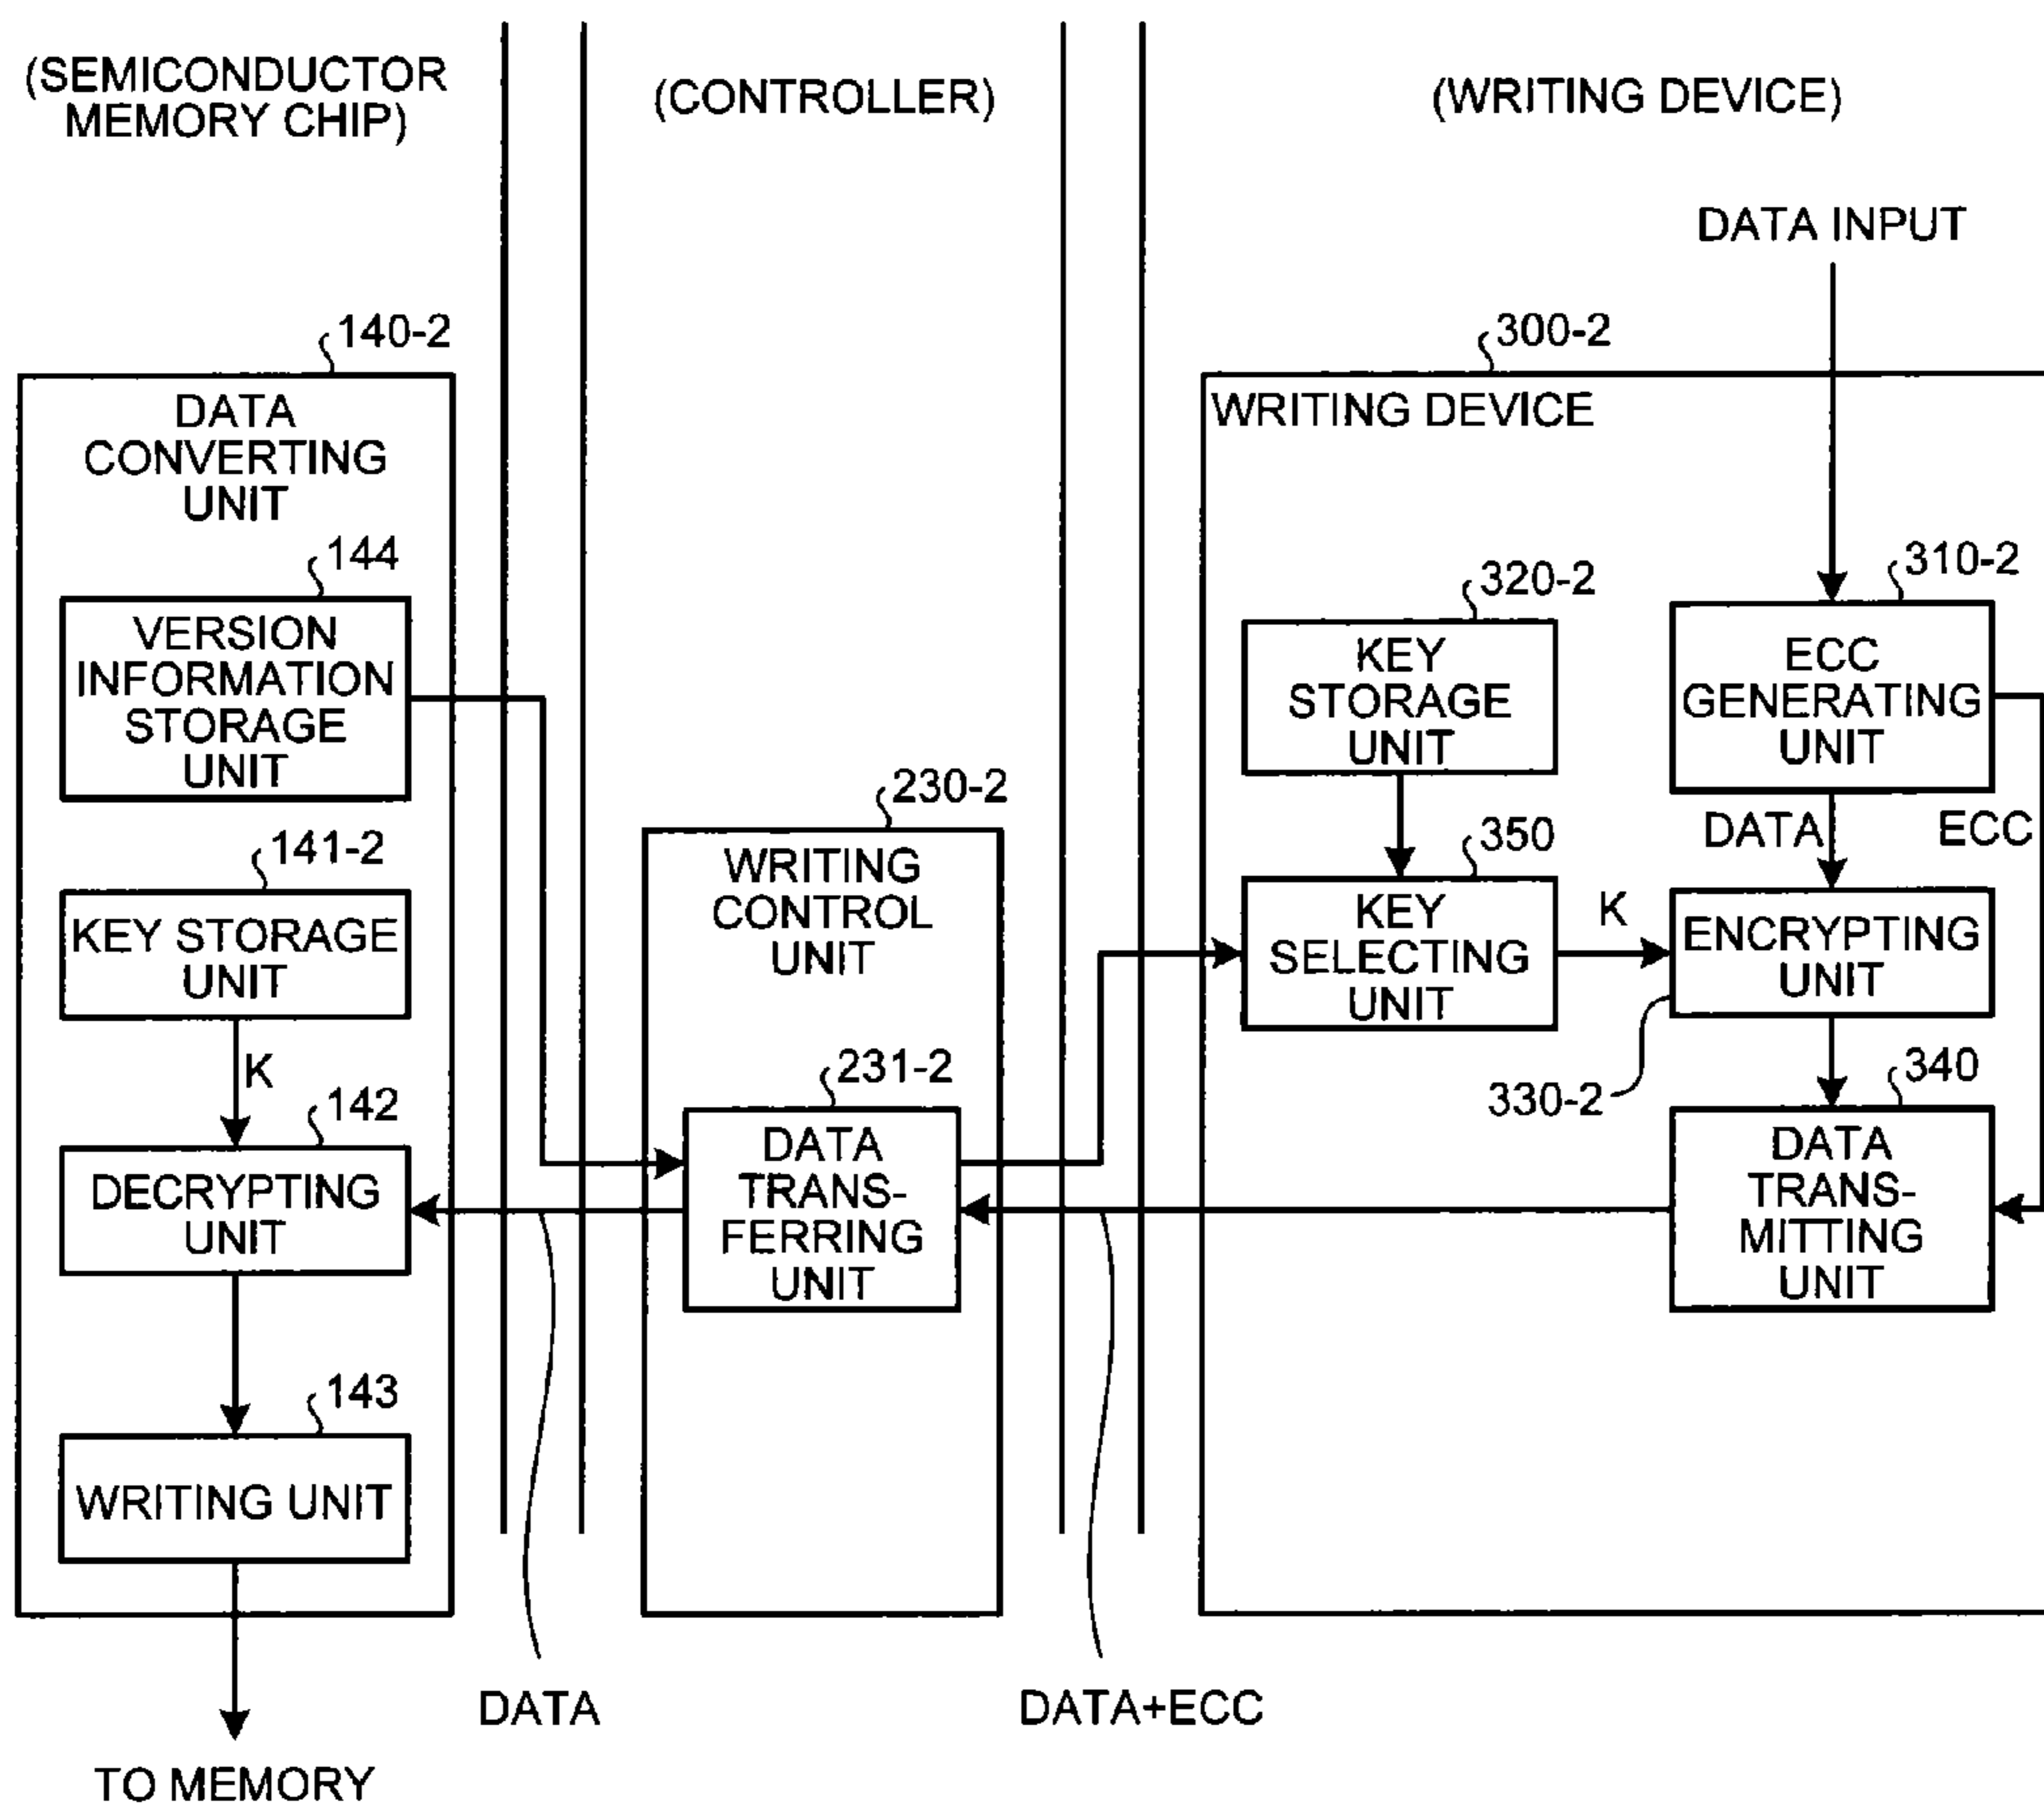 (SEMICONDUCTOR
MEMORY CHIP)
(CONTROLLER)
(WRITING DEVICE)
DATA INPUT
140-2
300-2
DATA
CONVERTING
UNIT
WRITING DEVICE
144
VERSION
INFORMATION
STORAGE
UNIT
320-2
KEY
STORAGE
UNIT
310-2
ECC
GENERATING
UNIT
DATA
ECC
141-2
KEY STORAGE
UNIT
K
230-2
WRITING
CONTROL
UNIT
350
KEY
SELECTING
UNIT
K
ENCRYPTING
UNIT
330-2
142
DECRYPTING
UNIT
231-2
DATA
TRANS-
FERRING
UNIT
340
DATA
TRANS-
MITTING
UNIT
143
WRITING UNIT
DATA
DATA+ECC
TO MEMORY